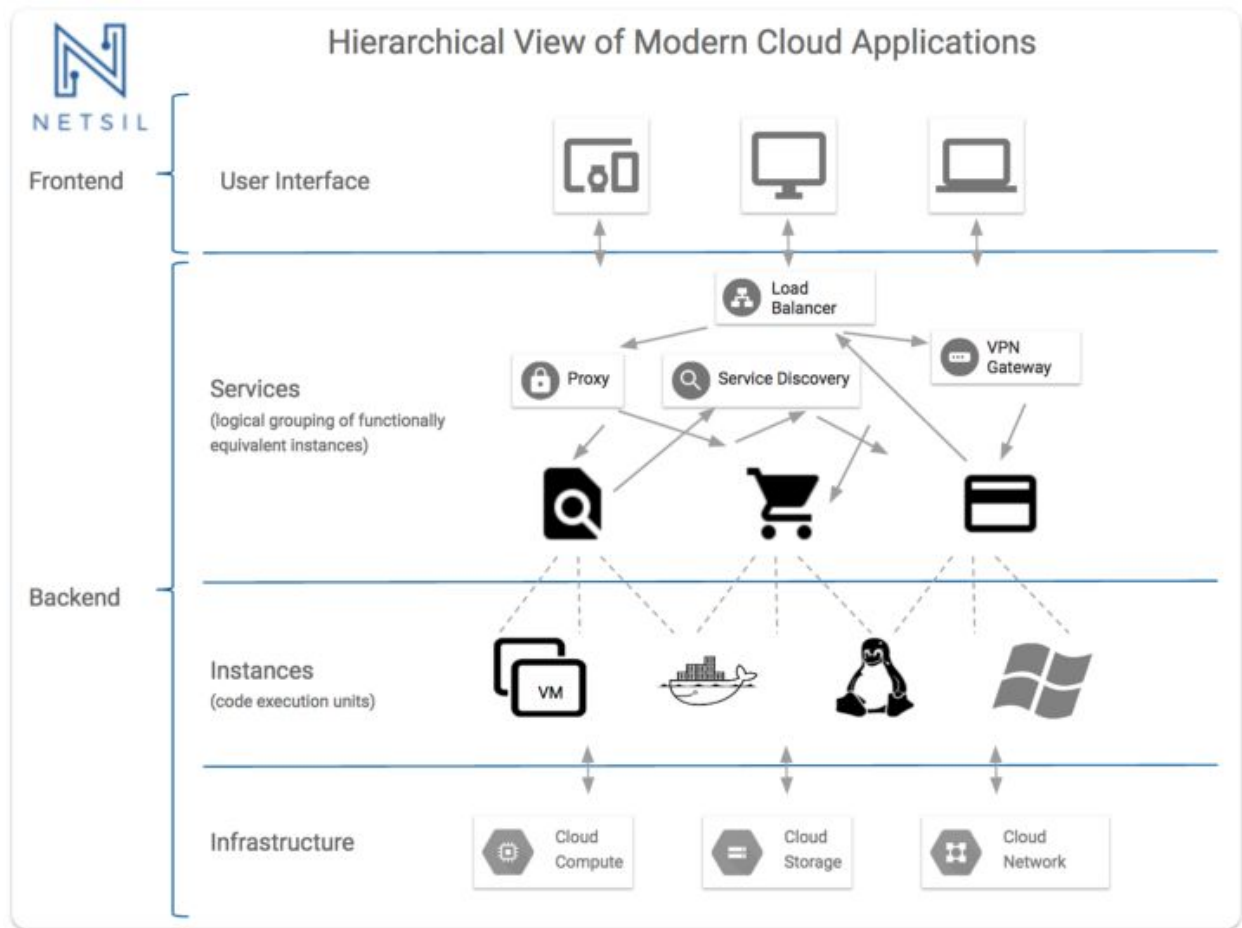 Hierarchical View of Modern Cloud Applications
NETSIL
Frontend
User Interface
Load
Balancer
VPN
Gateway
Proxy
Service Discovery
Services
(logical grouping of functionally
equivalent instances)
Backend
Instances
(code execution units)
VM
Infrastructure
Cloud
Compute
Cloud
Storage
Cloud
Network